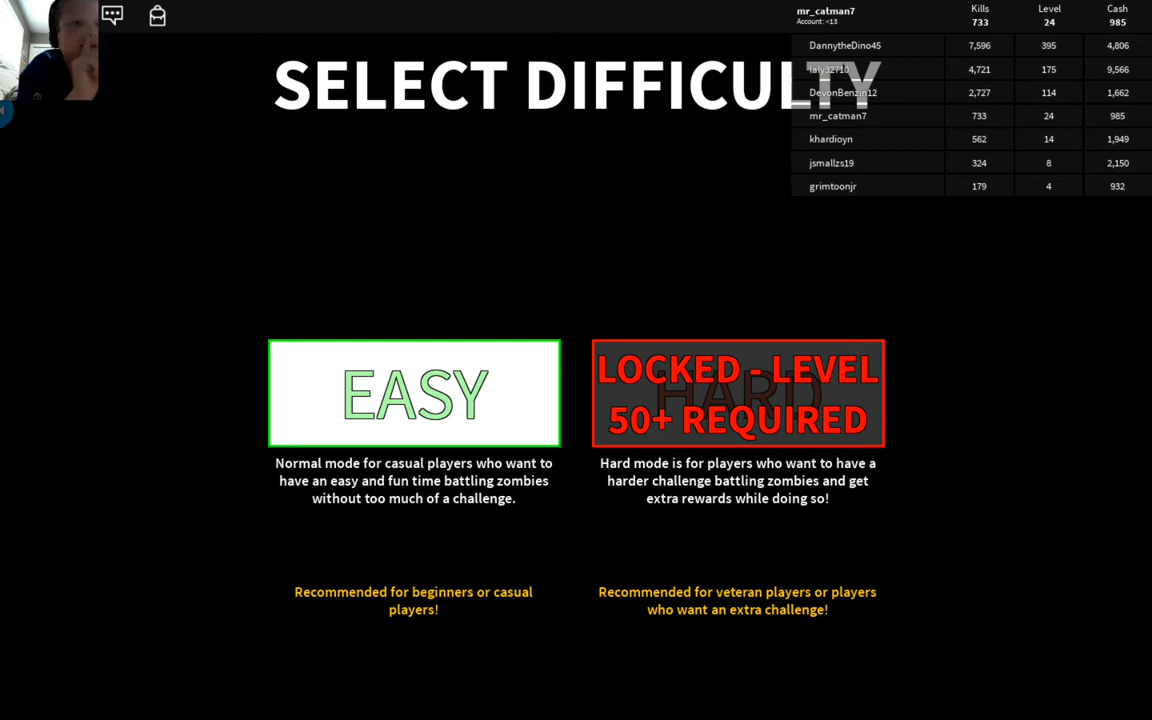 mr_catman7
Account: <13
Kills
733
Level
24
Cash
985
DannytheDino45 7,596 395 4,806
laly32710 4,721 175 9,566
DevonBenzin12 2,727 114 1,662
mr_catman7 733 24 985
khardioyn 562 14 1,949
jsmallzs19 324 8 2,150
grimtoonjr 179 4 932
SELECT DIFFICULTY
EASY
Normal mode for casual players who want to
have an easy and fun time battling zombies
without too much of a challenge.
Recommended for beginners or casual
players!
HARD
LOCKED - LEVEL
50+ REQUIRED
Hard mode is for players who want to have a
harder challenge battling zombies and get
extra rewards while doing so!
Recommended for veteran players or players
who want an extra challenge!